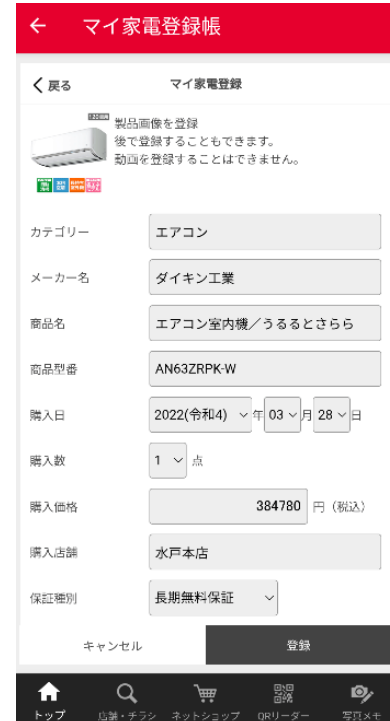 マイ家電登録帳
戻る
マイ家電登録
製品画像を登録
後で登録することもできます。
動画を登録することはできません。
カテゴリー
エアコン
メーカー名
ダイキン工業
商品名
エアコン室内機／うるるとさらら
商品型番
AN63ZRPK-W
購入日
2022(令和4) 年 03 月 28 日
購入数
1 点
購入価格
384780 円（税込）
購入店舗
水戸本店
保証種別
長期無料保証
キャンセル
登録
トップ
店舗・チラシ
ネットショップ
QRリーダー
写真メモ